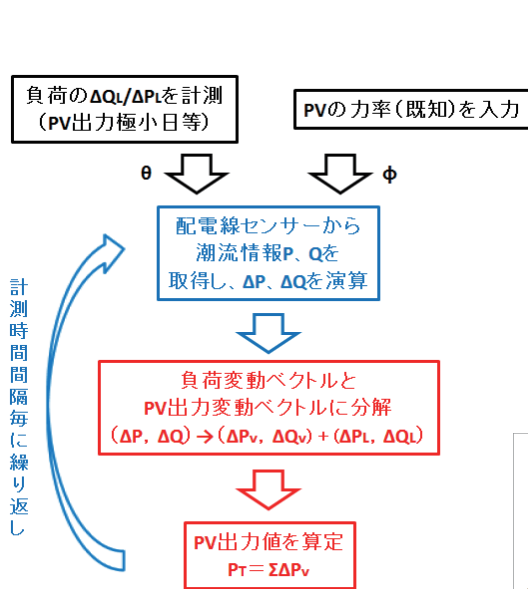 負荷のΔQL/ΔPLを計測
(PV出力極小日等)
PVの力率(既知)を入力
θ
φ
配電線センサーから
潮流情報P、Qを
取得し、ΔP、ΔQを演算
計測時間間隔毎に繰り返し
負荷変動ベクトルと
PV出力変動ベクトルに分解
(ΔP, ΔQ)→(ΔPv, ΔQv)+(ΔPL, ΔQL)
PV出力値を算定
PT=ΣΔPv